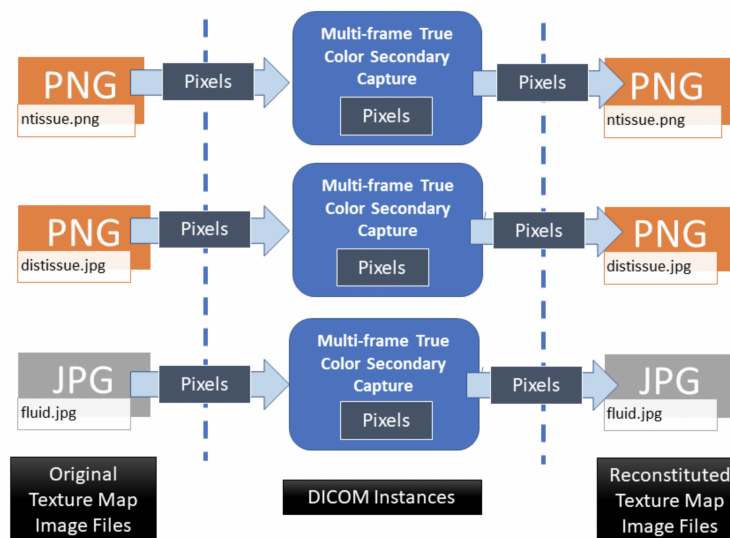 PNG
ntissue.png
Pixels
Multi-frame True
Color Secondary
Capture
Pixels
Pixels
PNG
ntissue.png
PNG
distissue.jpg
Pixels
Multi-frame True
Color Secondary
Capture
Pixels
Pixels
PNG
distissue.jpg
JPG
fluid.jpg
Pixels
Multi-frame True
Color Secondary
Capture
Pixels
Pixels
JPG
fluid.jpg
Original
Texture Map
Image Files
DICOM Instances
Reconstituted
Texture Map
Image Files